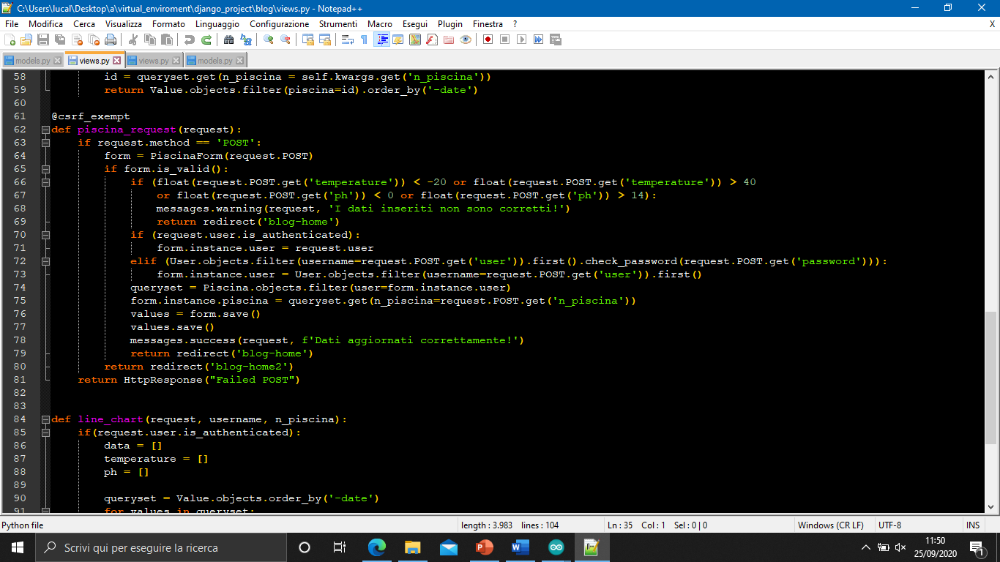 C:\Users\lucal\Desktop\a\virtual_enviroment\django_project\blog\views.py - Notepad++
File Modifica Cerca Visualizza Formato Linguaggio Configurazione Strumenti Macro Esegui Plugin Finestra ? X
models.py views.py views.py models.py
58 id = queryset.get(n_piscina = self.kwargs.get('n_piscina'))
59 return Value.objects.filter(piscina=id).order_by('-date')
60
61 @csrf_exempt
62 def piscina_request(request):
63 if request.method == 'POST':
64 form = PiscinaForm(request.POST)
65 if form.is_valid():
66 if (float(request.POST.get('temperature')) < -20 or float(request.POST.get('temperature')) > 40
67 or float(request.POST.get('ph')) < 0 or float(request.POST.get('ph')) > 14):
68 messages.warning(request, 'I dati inseriti non sono corretti!')
69 return redirect('blog-home')
70 if (request.user.is_authenticated):
71 form.instance.user = request.user
72 elif (User.objects.filter(username=request.POST.get('user')).first().check_password(request.POST.get('password'))):
73 form.instance.user = User.objects.filter(username=request.POST.get('user')).first()
74 queryset = Piscina.objects.filter(user=form.instance.user)
75 form.instance.piscina = queryset.get(n_piscina=request.POST.get('n_piscina'))
76 values = form.save()
77 values.save()
78 messages.success(request, f'Dati aggiornati correttamente!')
79 return redirect('blog-home')
80 return redirect('blog-home2')
81 return HttpResponse("Failed POST")
82
83
84 def line_chart(request, username, n_piscina):
85 if(request.user.is_authenticated):
86 data = []
87 temperature = []
88 ph = []
89
90 queryset = Value.objects.order_by('-date')
91 for values in queryset:
Python file length : 3.983 lines : 104 Ln : 35 Col : 1 Sel : 0 | 0 Windows (CR LF) UTF-8 INS
Scrivi qui per eseguire la ricerca
11:50
25/09/2020
1